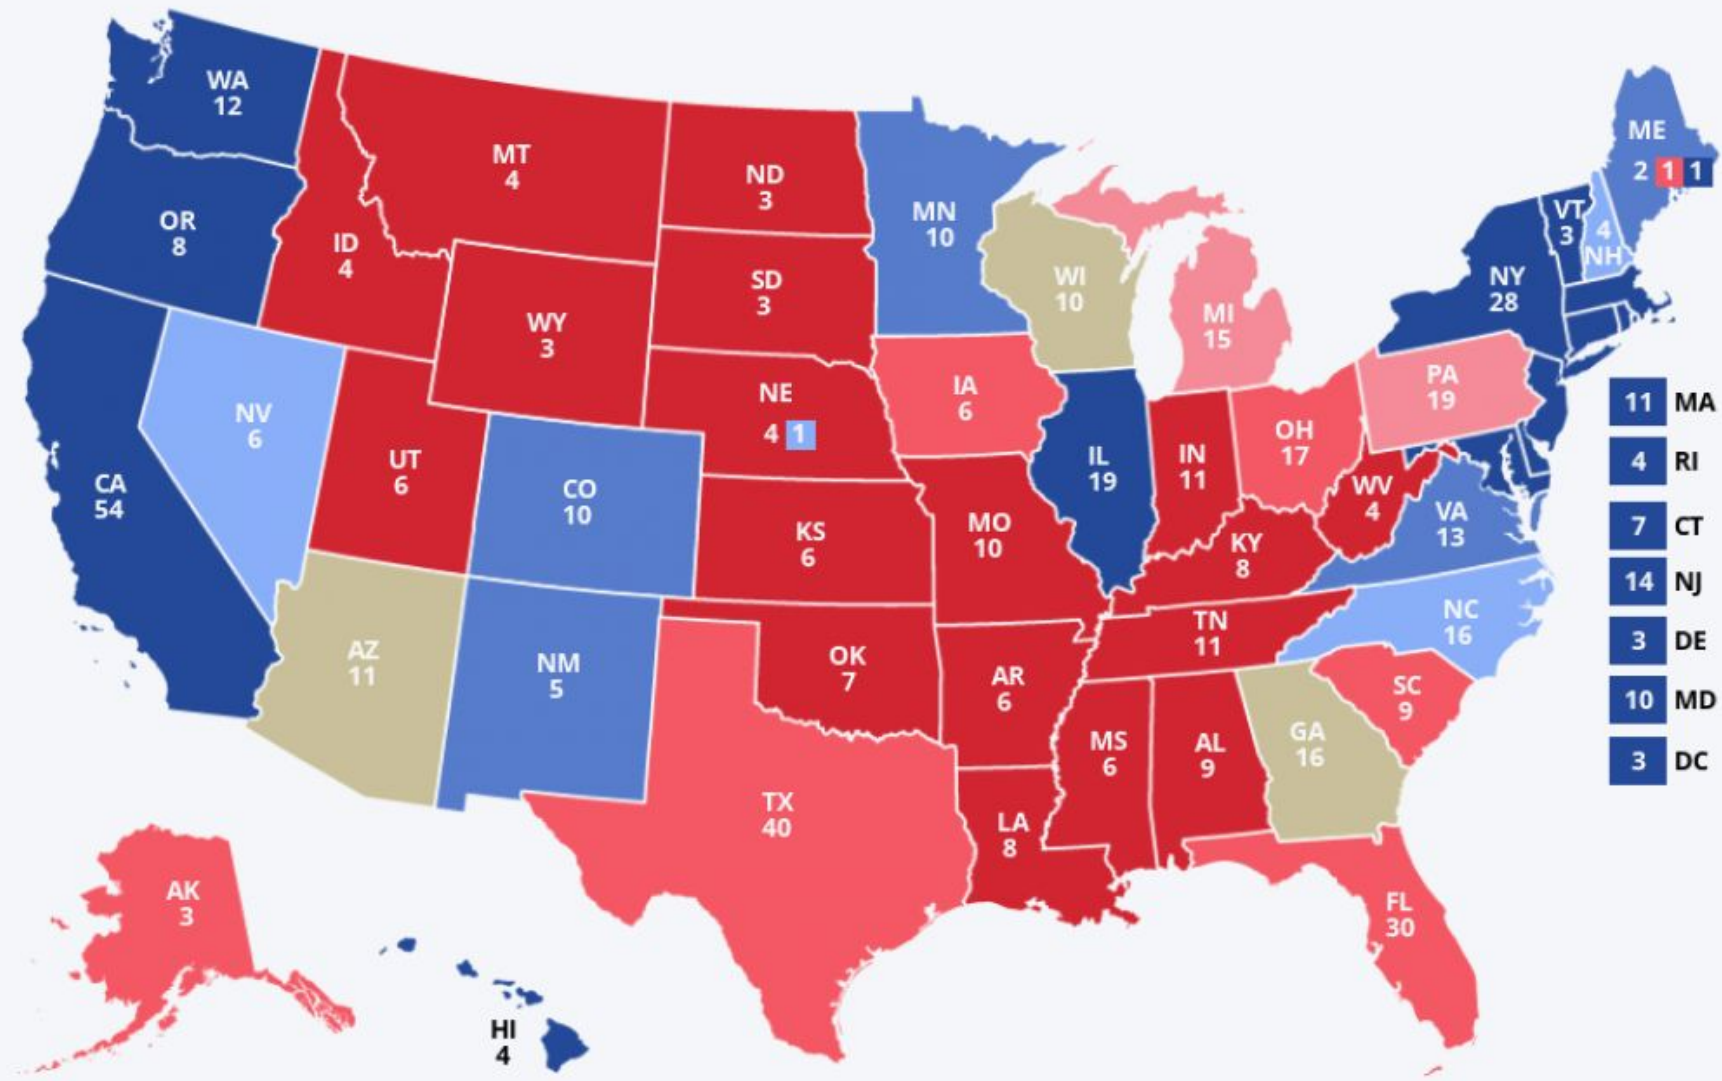 WA
12
OR
8
CA
54
NV
6
ID
4
MT
4
WY
3
UT
6
CO
10
AZ
11
NM
5
ND
3
SD
3
NE
4 1
KS
6
OK
7
TX
40
MN
10
IA
6
MO
10
AR
6
LA
8
WI
10
IL
19
MI
15
IN
11
OH
17
KY
8
TN
11
MS
6
AL
9
GA
16
FL
30
SC
9
NC
16
VA
13
WV
4
PA
19
NY
28
VT
3
4
NH
ME
2 1 1
11 MA
4 RI
7 CT
14 NJ
3 DE
10 MD
3 DC
AK
3
HI
4